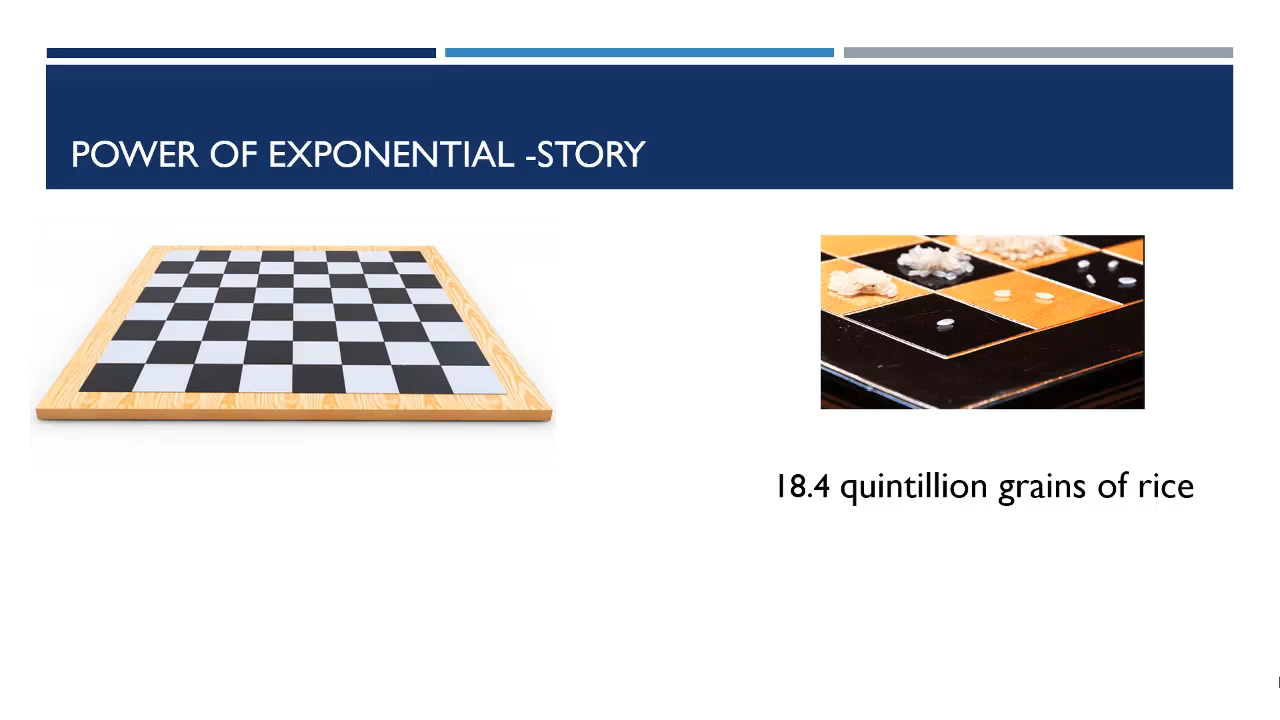 POWER OF EXPONENTIAL -STORY
18.4 quintillion grains of rice